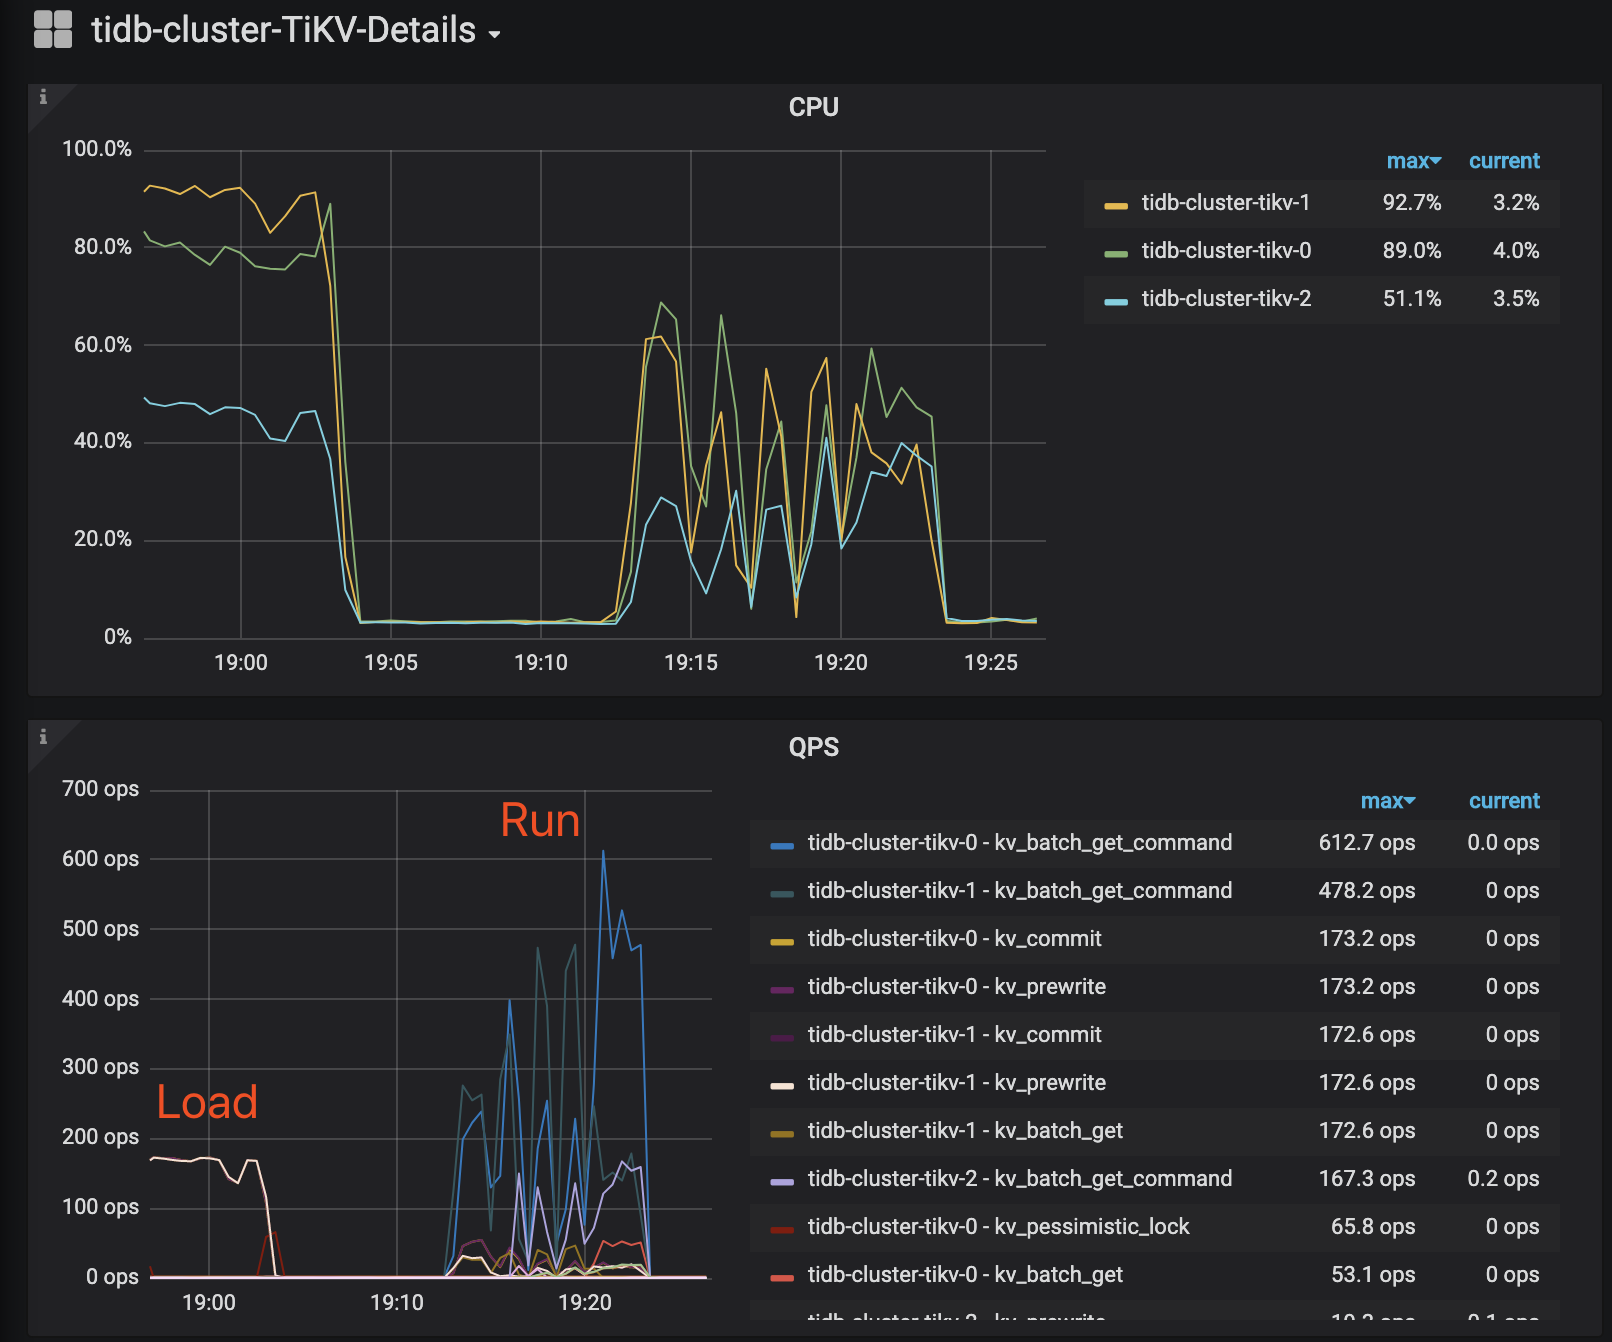 tidb-cluster-TiKV-Details
i
CPU
100.0%
80.0%
60.0%
40.0%
20.0%
0%
19:00 19:05 19:10 19:15 19:20 19:25
max current
tidb-cluster-tikv-1 92.7% 3.2%
tidb-cluster-tikv-0 89.0% 4.0%
tidb-cluster-tikv-2 51.1% 3.5%
i
QPS
700 ops
600 ops
500 ops
400 ops
300 ops
200 ops
100 ops
0 ops
Load
Run
19:00 19:10 19:20
max current
tidb-cluster-tikv-0 - kv_batch_get_command 612.7 ops 0.0 ops
tidb-cluster-tikv-1 - kv_batch_get_command 478.2 ops 0 ops
tidb-cluster-tikv-0 - kv_commit 173.2 ops 0 ops
tidb-cluster-tikv-0 - kv_prewrite 173.2 ops 0 ops
tidb-cluster-tikv-1 - kv_commit 172.6 ops 0 ops
tidb-cluster-tikv-1 - kv_prewrite 172.6 ops 0 ops
tidb-cluster-tikv-1 - kv_batch_get 172.6 ops 0 ops
tidb-cluster-tikv-2 - kv_batch_get_command 167.3 ops 0.2 ops
tidb-cluster-tikv-0 - kv_pessimistic_lock 65.8 ops 0 ops
tidb-cluster-tikv-0 - kv_batch_get 53.1 ops 0 ops